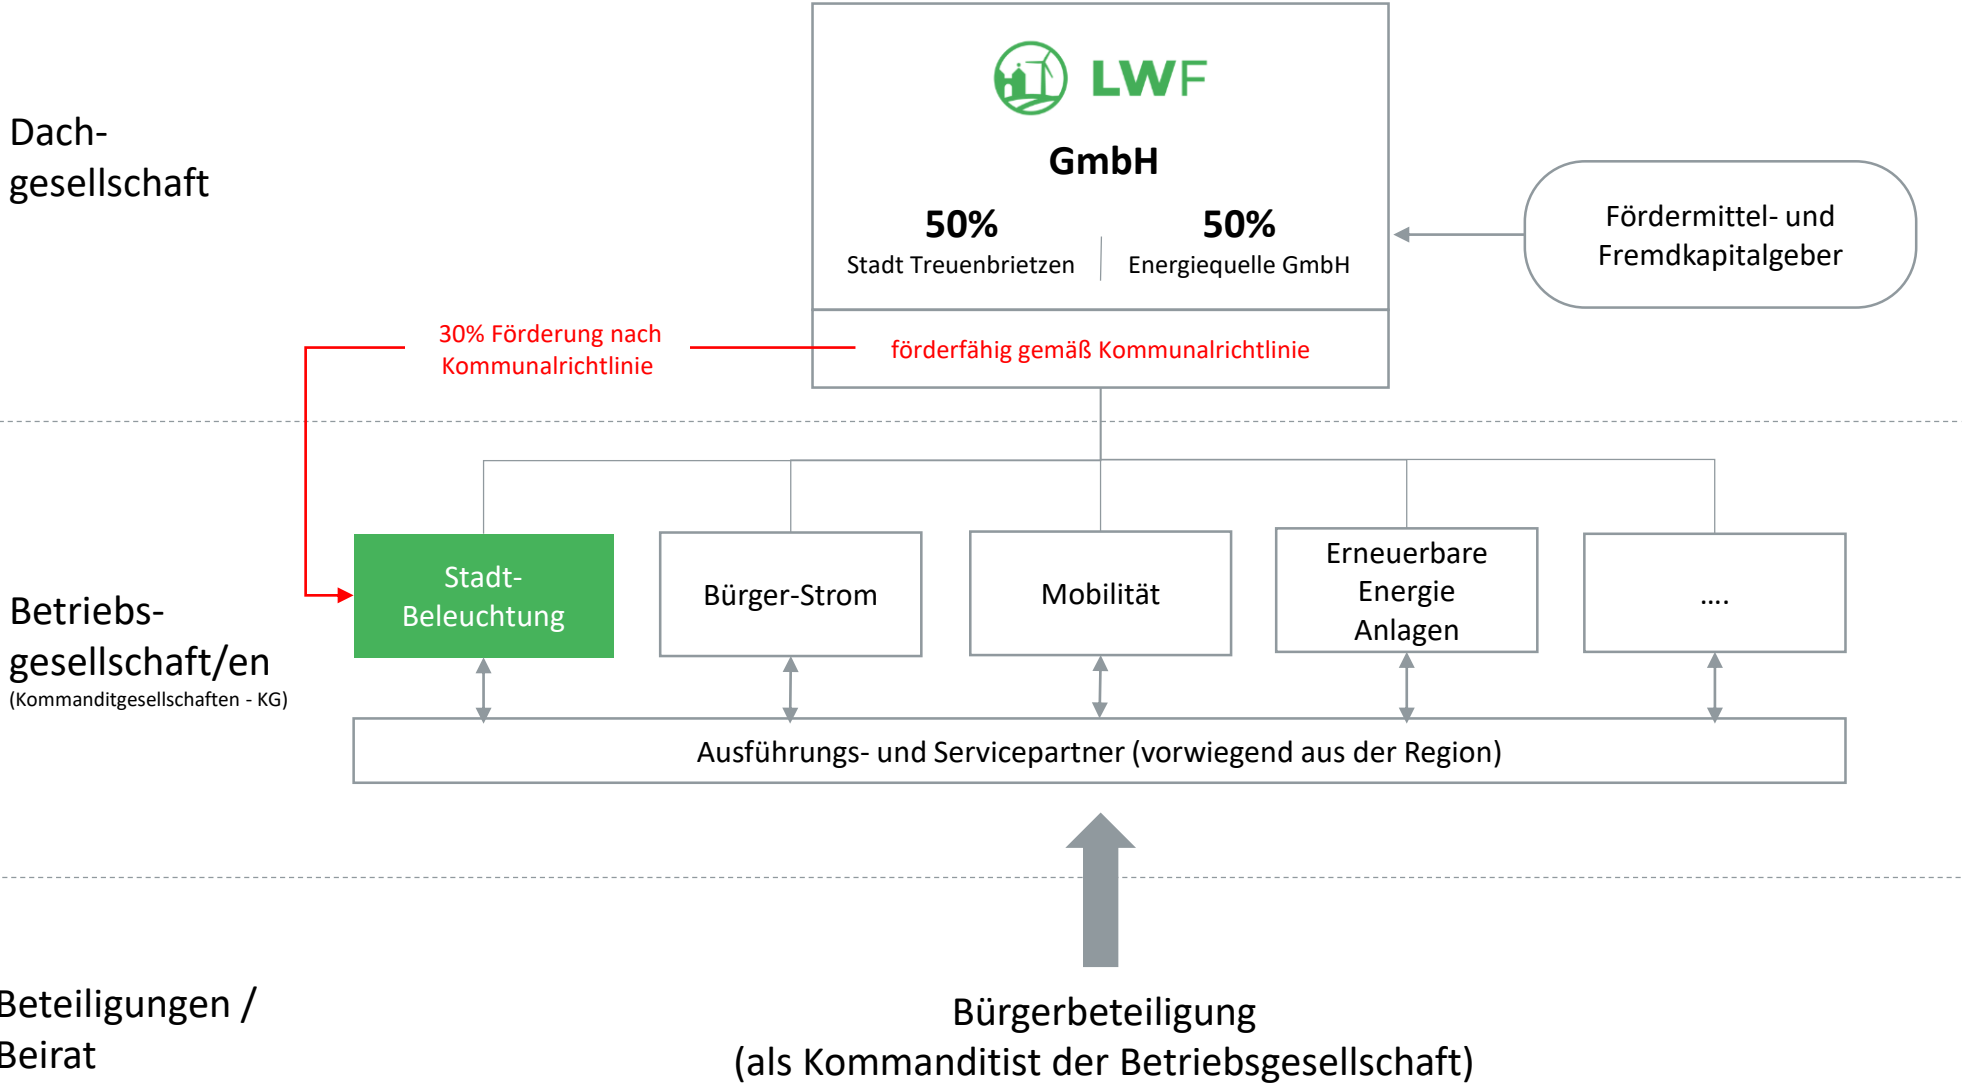 LWF
GmbH
Dach-
gesellschaft
50%
Stadt Treuenbrietzen
50%
Energiequelle GmbH
Fördermittel- und
Fremdkapitalgeber
30% Förderung nach
Kommunalrichtlinie
förderfähig gemäß Kommunalrichtlinie
Betriebs-
gesellschaft/en
(Kommanditgesellschaften - KG)
Stadt-
Beleuchtung
Bürger-Strom
Mobilität
Erneuerbare
Energie
Anlagen
....
Ausführungs- und Servicepartner (vorwiegend aus der Region)
Beteiligungen /
Beirat
Bürgerbeteiligung
(als Kommanditist der Betriebsgesellschaft)